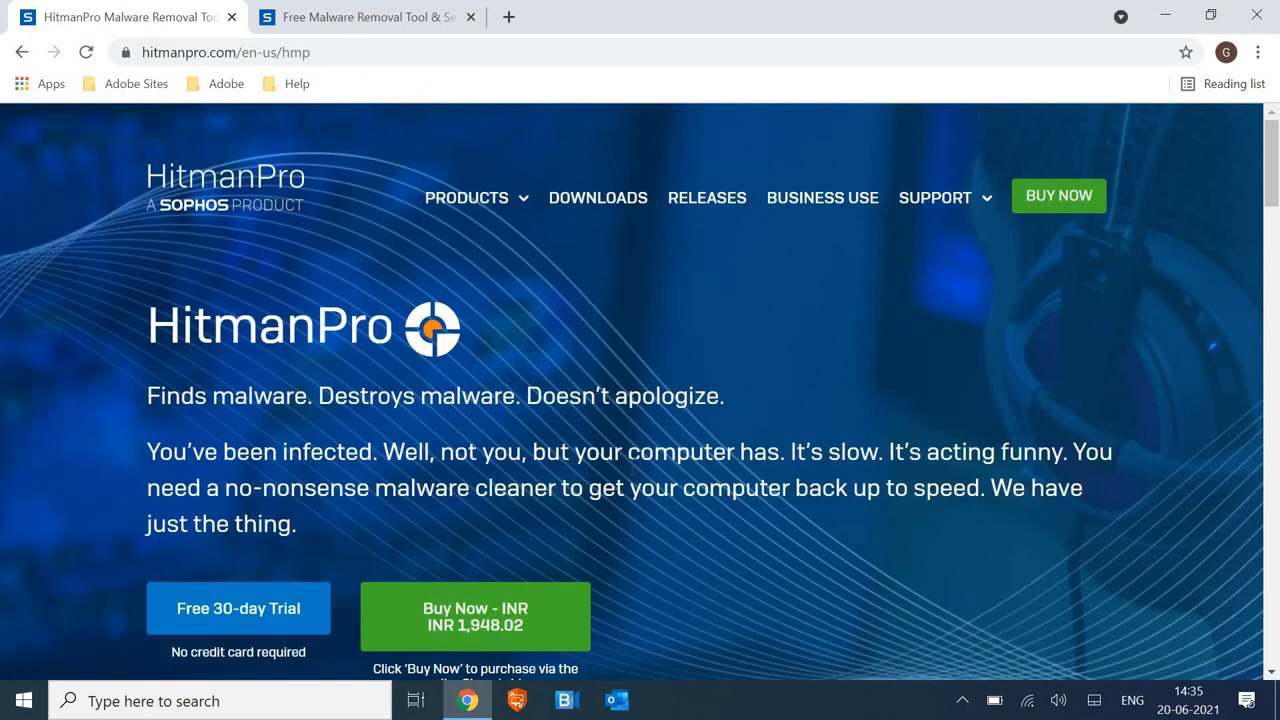 HitmanPro Malware Removal Too
Free Malware Removal Tool & Se
hitmanpro.com/en-us/hmp
G
Apps
Adobe Sites
Adobe
Help
Reading list
HitmanPro
A SOPHOS PRODUCT
PRODUCTS
DOWNLOADS
RELEASES
BUSINESS USE
SUPPORT
BUY NOW
HitmanPro
Finds malware. Destroys malware. Doesn’t apologize.
You’ve been infected. Well, not you, but your computer has. It’s slow. It’s acting funny. You
need a no-nonsense malware cleaner to get your computer back up to speed. We have
just the thing.
Free 30-day Trial
Buy Now - INR
INR 1,948.02
No credit card required
Click ‘Buy Now’ to purchase via the
Type here to search
ENG
14:35
20-06-2021